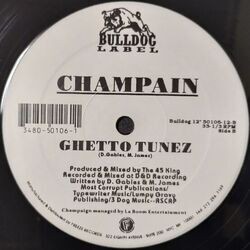 BULLDOG
LABEL
Bulldog 12" 50106-12-B
33-1/3 RPM
Side B
CHAMPAIN
3480-50106-1
GHETTO TUNEZ
(D. Gables, M. James)
Produced & Mixed by The 45 King
Recorded & Mixed at D&D Recording
Written by D. Gables & M. James
Most Corrupt Publications/
Typewriter Music/Lumpy Gravy
Publishing/3 Dog Music--RSCRP
Champain managed by La Boom Entertainment